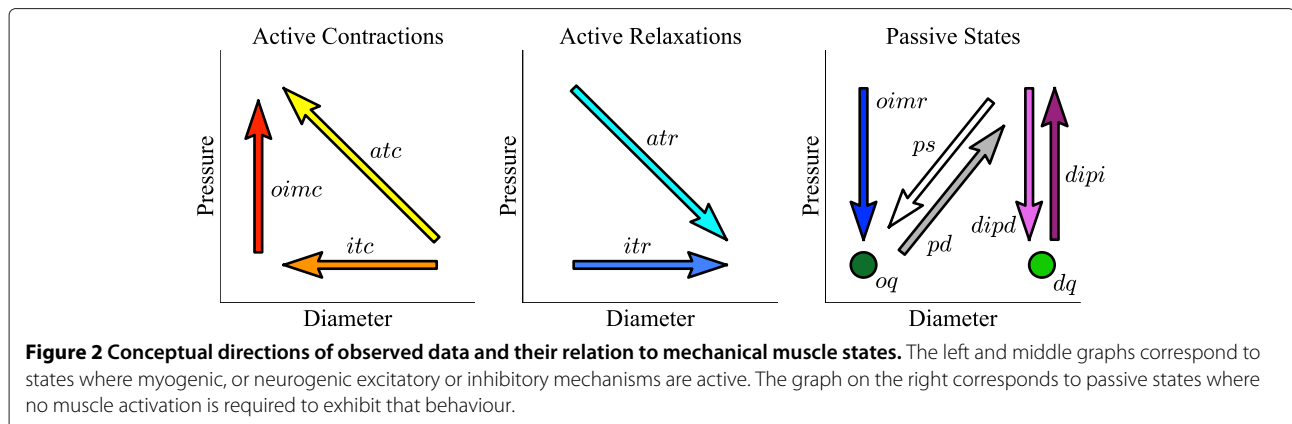 Active Contractions
Active Relaxations
Passive States
Pressure
oimc
atc
itc
Diameter
Pressure
atr
itr
Diameter
Pressure
oimr
ps
pd
dipd
dipi
oq
dq
Diameter
Figure 2 Conceptual directions of observed data and their relation to mechanical muscle states. The left and middle graphs correspond to
states where myogenic, or neurogenic excitatory or inhibitory mechanisms are active. The graph on the right corresponds to passive states where
no muscle activation is required to exhibit that behaviour.